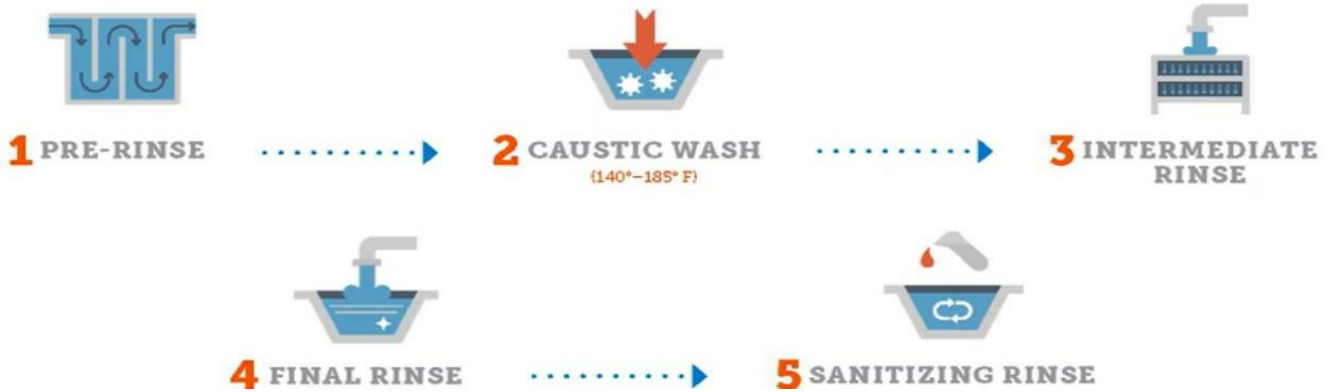 1 PRE-RINSE
2 CAUSTIC WASH
(140°–185° F)
3 INTERMEDIATE
RINSE
4 FINAL RINSE
5 SANITIZING RINSE